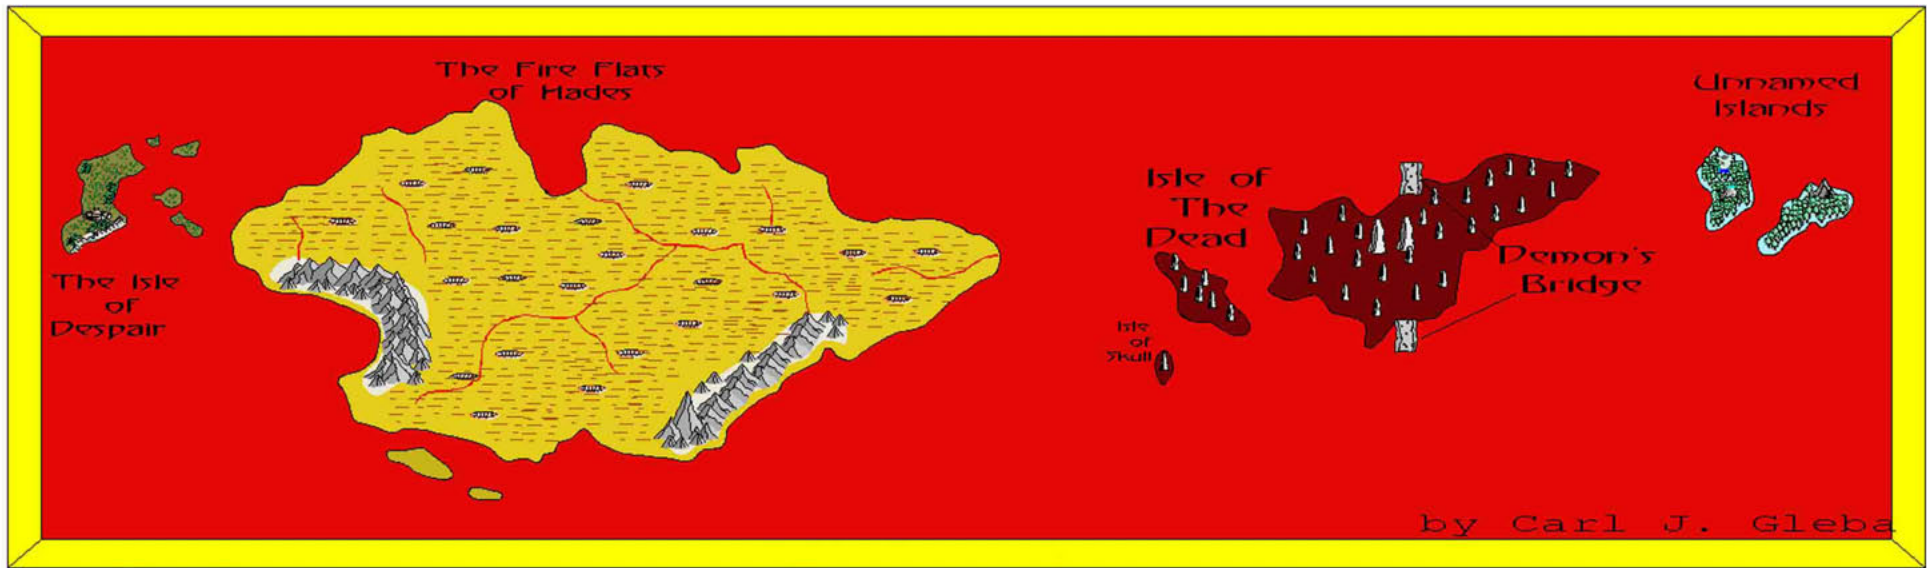 The Fire Flats
of Hades
Unnamed
Islands
Isle of
The
Dead
Demon's
Bridge
The Isle
of
Despair
Isle
of
Skull
by Carl J. Gleba